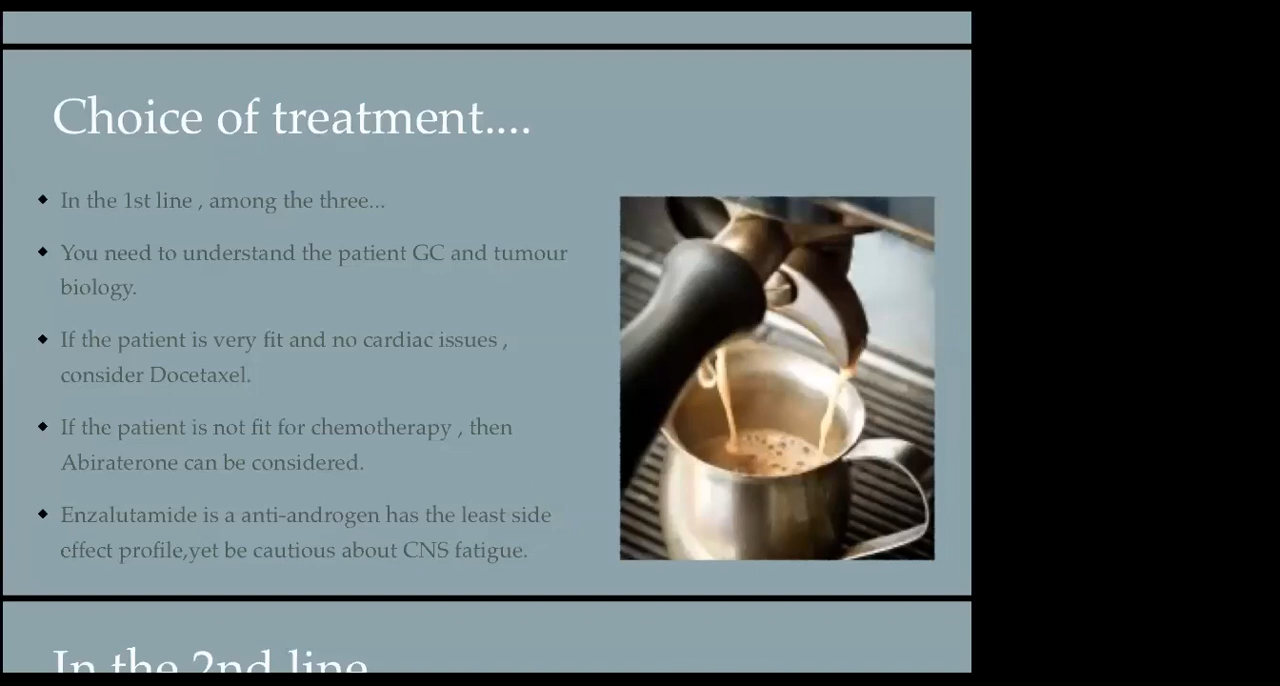 Choice of treatment....
In the 1st line , among the three...
You need to understand the patient GC and tumour
biology.
If the patient is very fit and no cardiac issues ,
consider Docetaxel.
If the patient is not fit for chemotherapy , then
Abiraterone can be considered.
Enzalutamide is a anti-androgen has the least side
effect profile,yet be cautious about CNS fatigue.
In the 2nd line